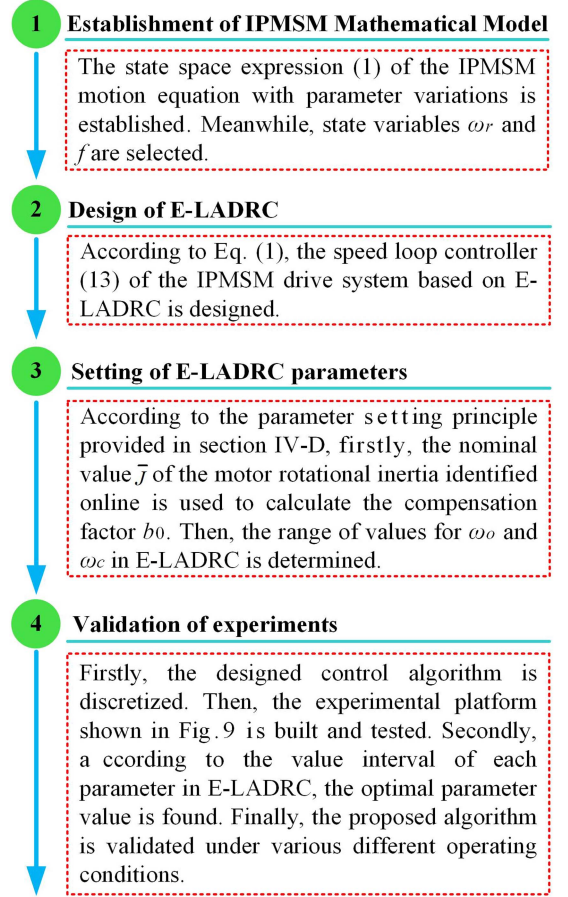 1 Establishment of IPMSM Mathematical Model
The state space expression (1) of the IPMSM
motion equation with parameter variations is
established. Meanwhile, state variables ωr and
f are selected.
2 Design of E-LADRC
According to Eq. (1), the speed loop controller
(13) of the IPMSM drive system based on E-
LADRC is designed.
3 Setting of E-LADRC parameters
According to the parameter setting principle
provided in section IV-D, firstly, the nominal
value J̅ of the motor rotational inertia identified
online is used to calculate the compensation
factor b0. Then, the range of values for ωo and
ωc in E-LADRC is determined.
4 Validation of experiments
Firstly, the designed control algorithm is
discretized. Then, the experimental platform
shown in Fig. 9 is built and tested. Secondly,
a ccording to the value interval of each
parameter in E-LADRC, the optimal parameter
value is found. Finally, the proposed algorithm
is validated under various different operating
conditions.